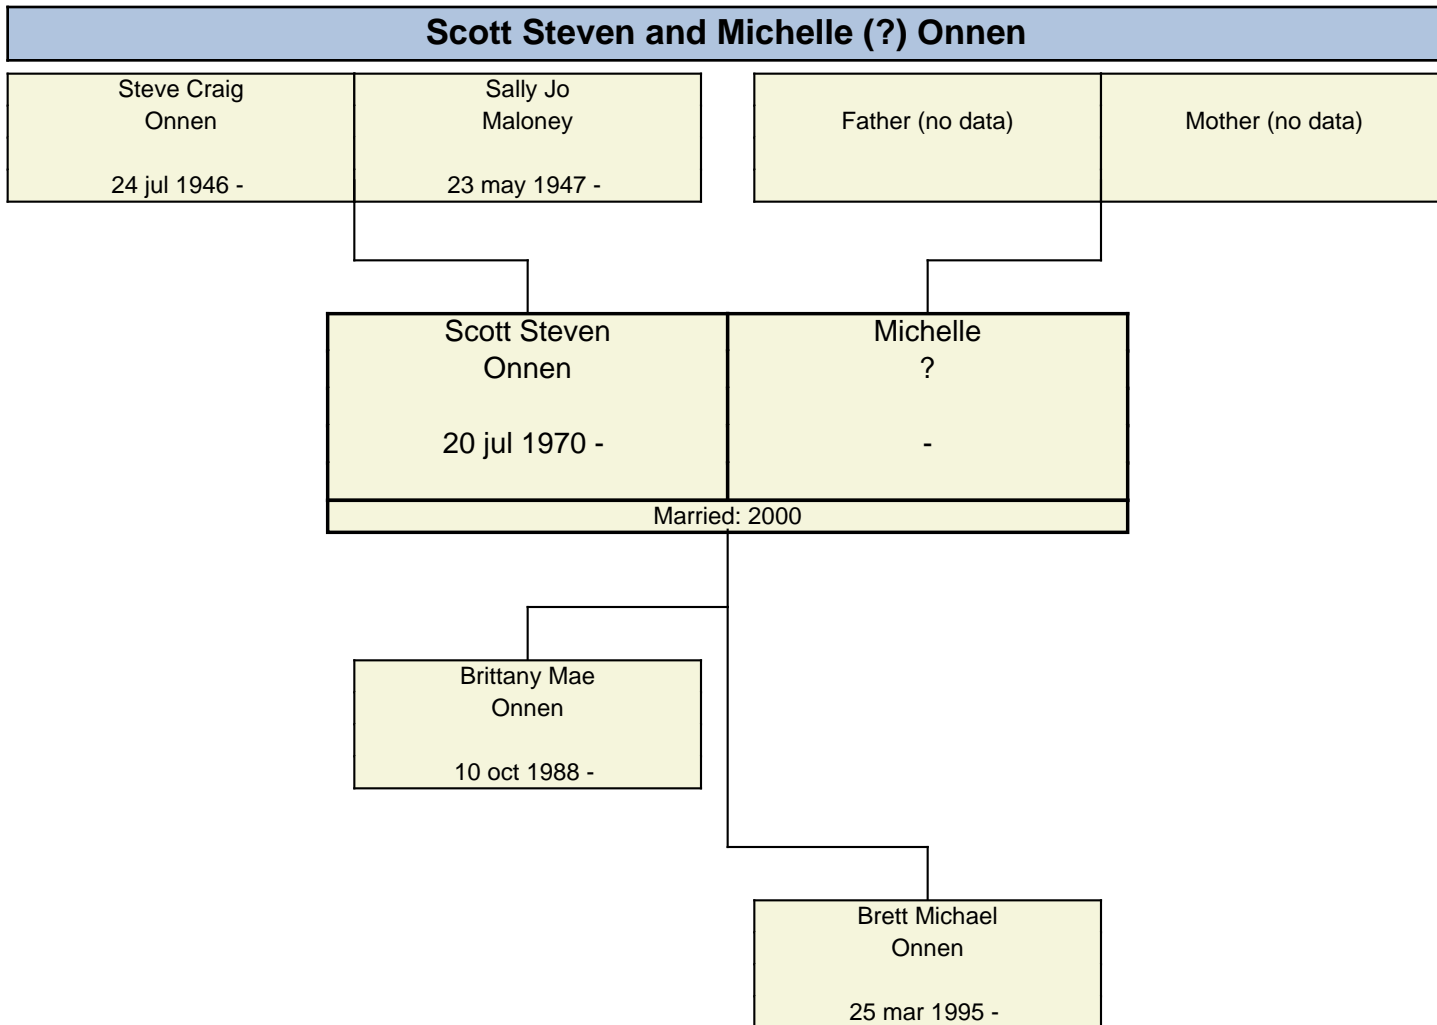 Scott Steven and Michelle (?) Onnen
Steve Craig
Onnen
24 jul 1946 -
Sally Jo
Maloney
23 may 1947 -
Father (no data)
Mother (no data)
Scott Steven
Onnen
20 jul 1970 -
Michelle
?
-
Married: 2000
Brittany Mae
Onnen
10 oct 1988 -
Brett Michael
Onnen
25 mar 1995 -